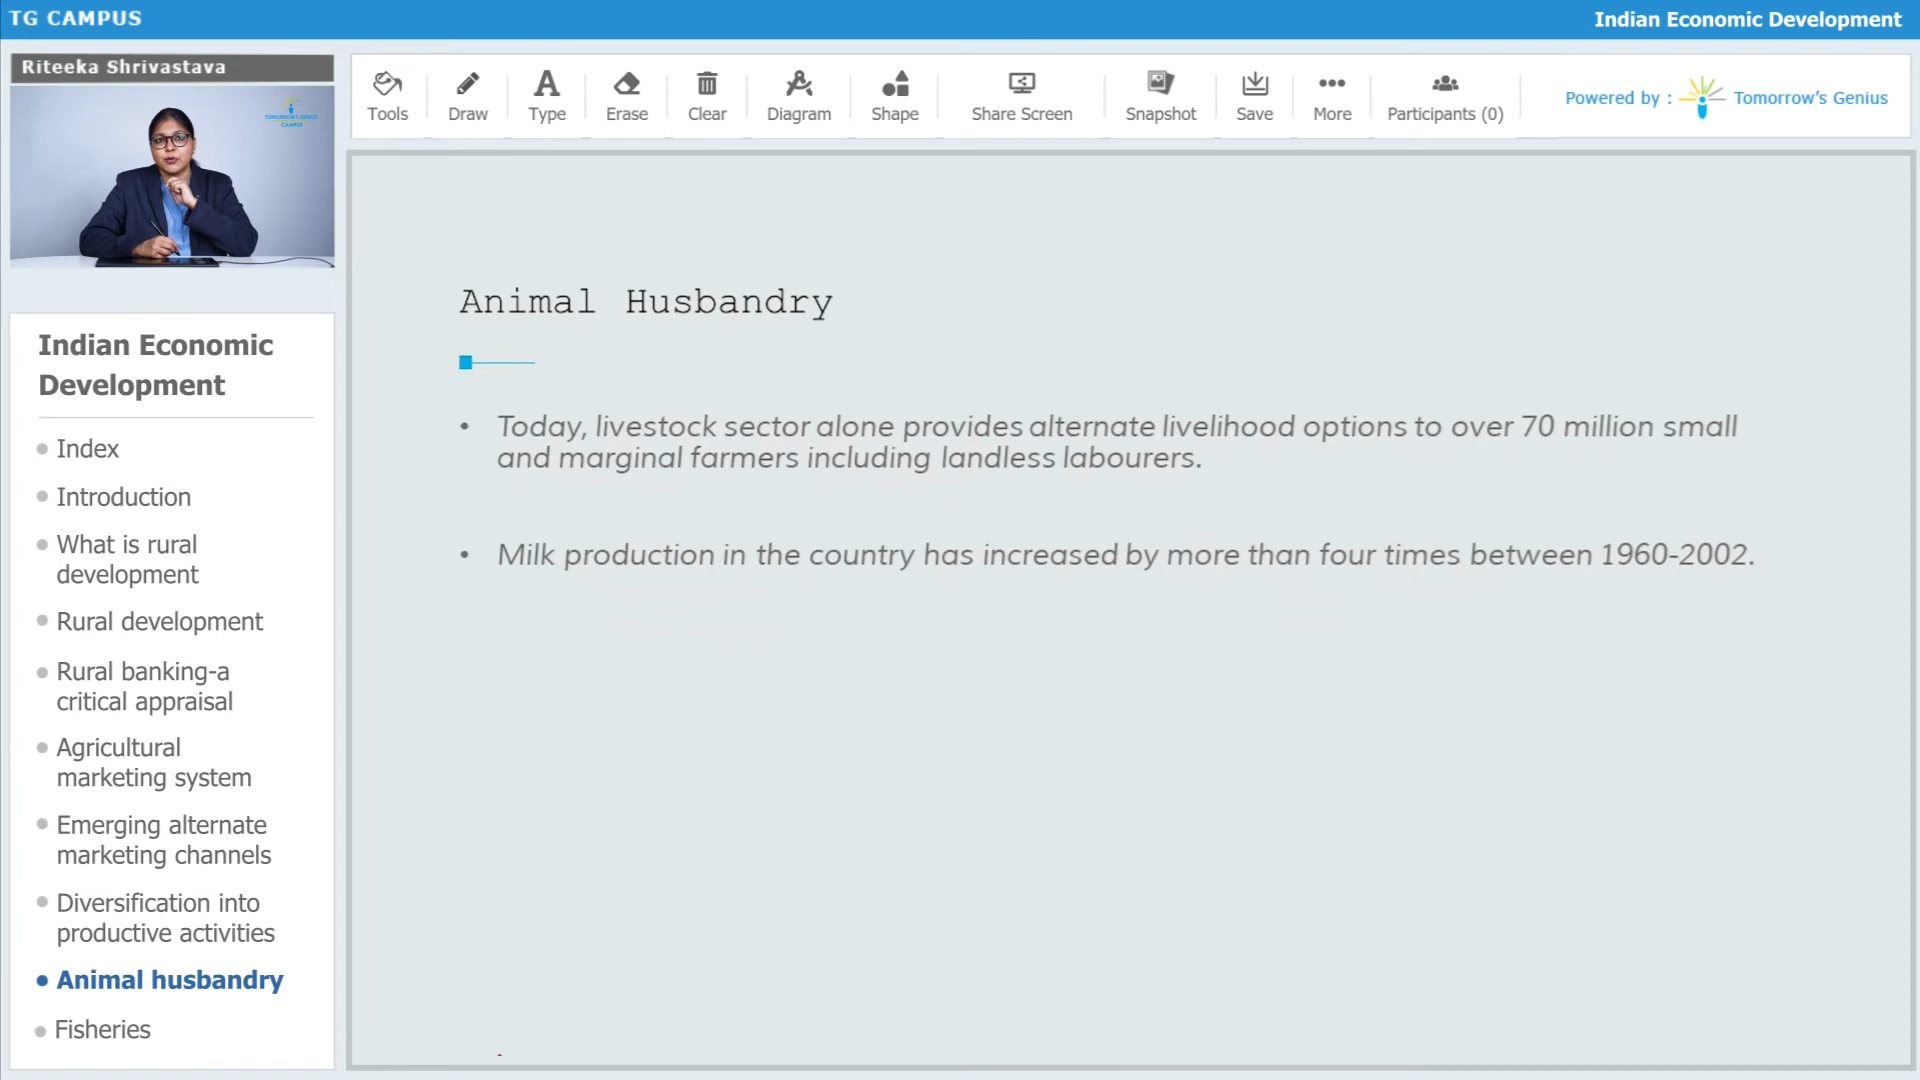 TG CAMPUS
Indian Economic Development
Riteeka Shrivastava
TOMORROW'S GENIUS
CAMPUS
Tools
Draw
Type
Erase
Clear
Diagram
Shape
Share Screen
Snapshot
Save
More
Participants (0)
Powered by :
Tomorrow's Genius
Indian Economic
Development
Index
Introduction
What is rural
development
Rural development
Rural banking-a
critical appraisal
Agricultural
marketing system
Emerging alternate
marketing channels
Diversification into
productive activities
Animal husbandry
Fisheries
Animal Husbandry
• Today, livestock sector alone provides alternate livelihood options to over 70 million small
and marginal farmers including landless labourers.
• Milk production in the country has increased by more than four times between 1960-2002.